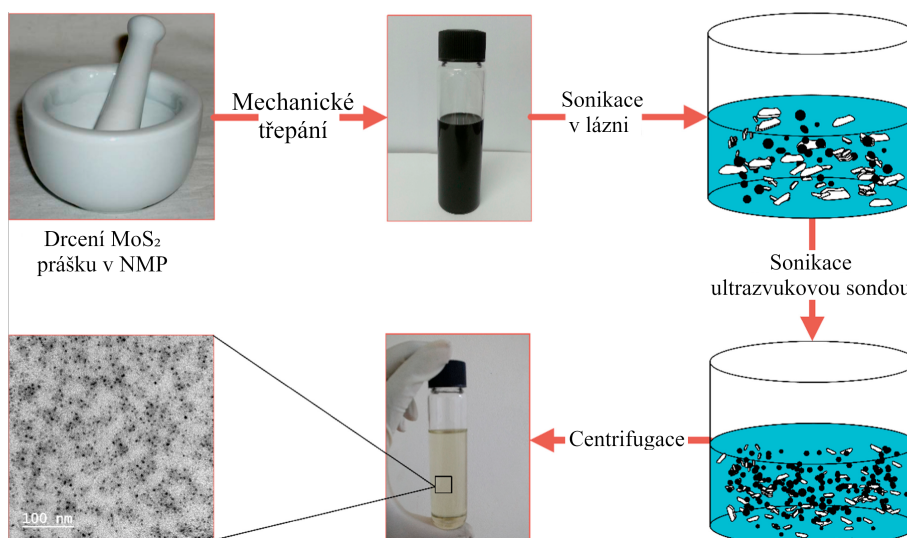 Drcení MoS₂
prášku v NMP
Mechanické
třepání
Sonikace
v lázni
Sonikace
ultrazvukovou sondou
Centrifugace
100 nm